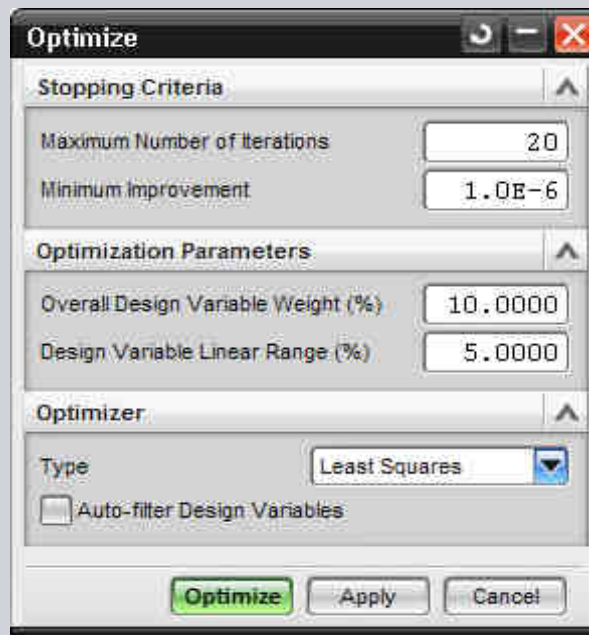 Optimize
Stopping Criteria
Maximum Number of Iterations 20
Minimum Improvement 1.0E-6
Optimization Parameters
Overall Design Variable Weight (%) 10.0000
Design Variable Linear Range (%) 5.0000
Optimizer
Type Least Squares
Auto-filter Design Variables
Optimize Apply Cancel